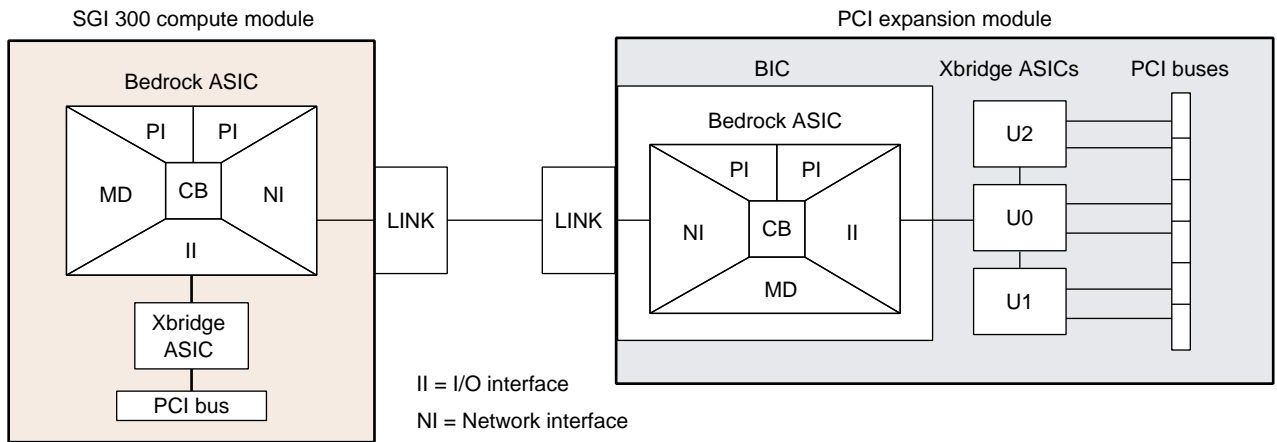 SGI 300 compute module
Bedrock ASIC
PI
PI
MD
CB
NI
II
Xbridge
ASIC
PCI bus
LINK
LINK
II = I/O interface
NI = Network interface
PCI expansion module
BIC
Xbridge ASICs
PCI buses
Bedrock ASIC
PI
PI
NI
CB
II
MD
U2
U0
U1